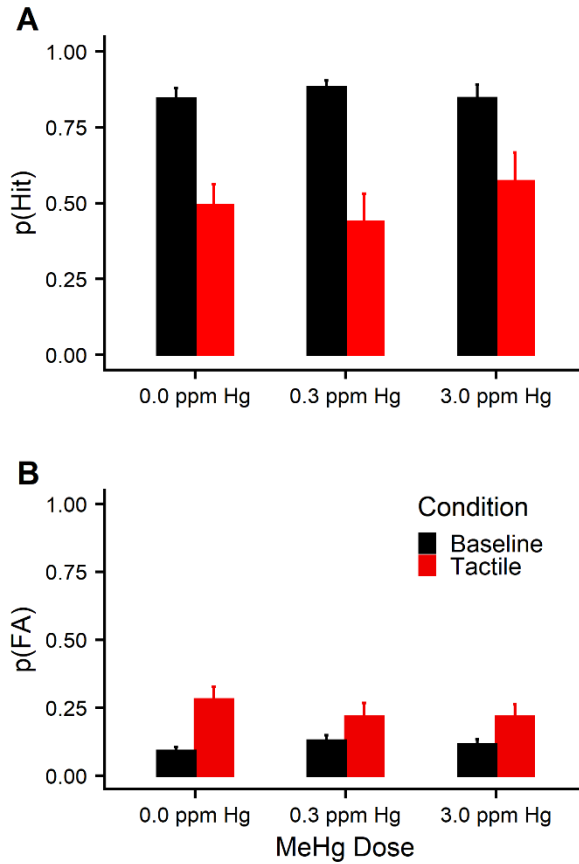 A
1.00
0.75
0.50
0.25
0.00
p(Hit)
0.0 ppm Hg 0.3 ppm Hg 3.0 ppm Hg
B
1.00
0.75
0.50
0.25
0.00
p(FA)
Condition
Baseline
Tactile
0.0 ppm Hg 0.3 ppm Hg 3.0 ppm Hg
MeHg Dose